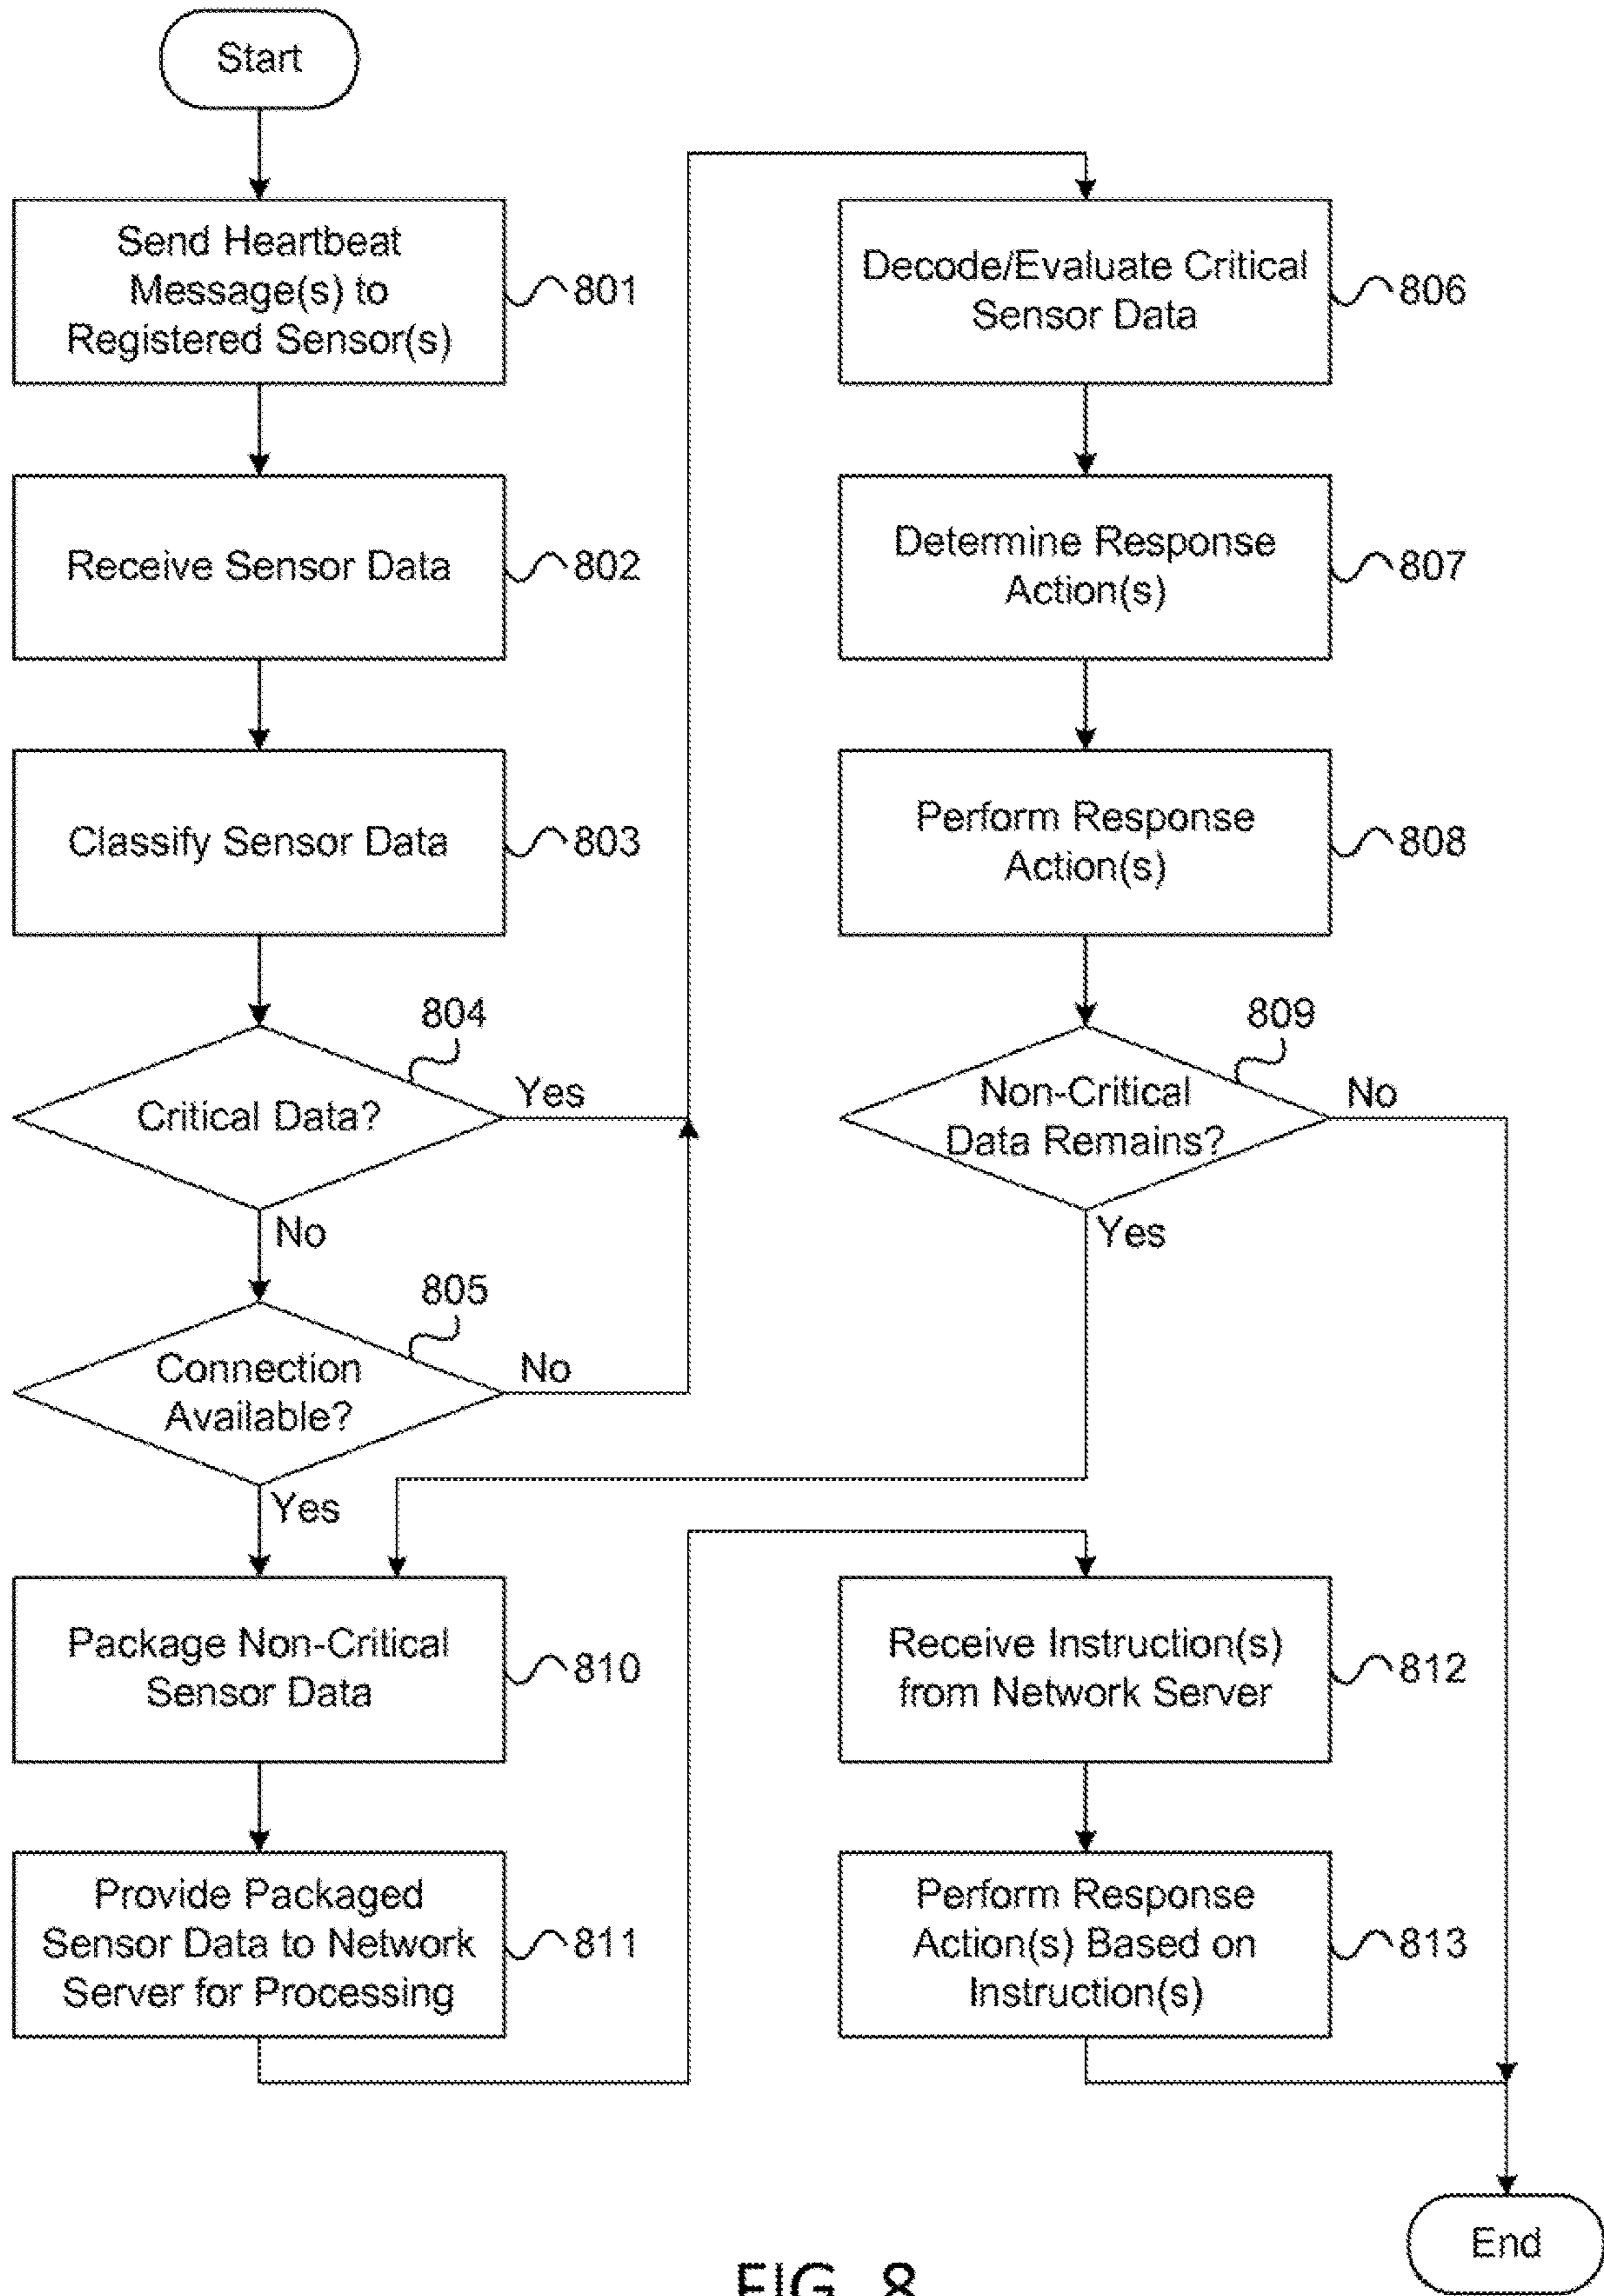 Start
Send Heartbeat
Message(s) to
Registered Sensor(s)
801
Receive Sensor Data
802
Classify Sensor Data
803
804
Critical Data?
Yes
No
805
Connection
Available?
No
Yes
Decode/Evaluate Critical
Sensor Data
806
Determine Response
Action(s)
807
Perform Response
Action(s)
808
809
Non-Critical
Data Remains?
No
Yes
Package Non-Critical
Sensor Data
810
Provide Packaged
Sensor Data to Network
Server for Processing
811
Receive Instruction(s)
from Network Server
812
Perform Response
Action(s) Based on
Instruction(s)
813
End
FIG. 8